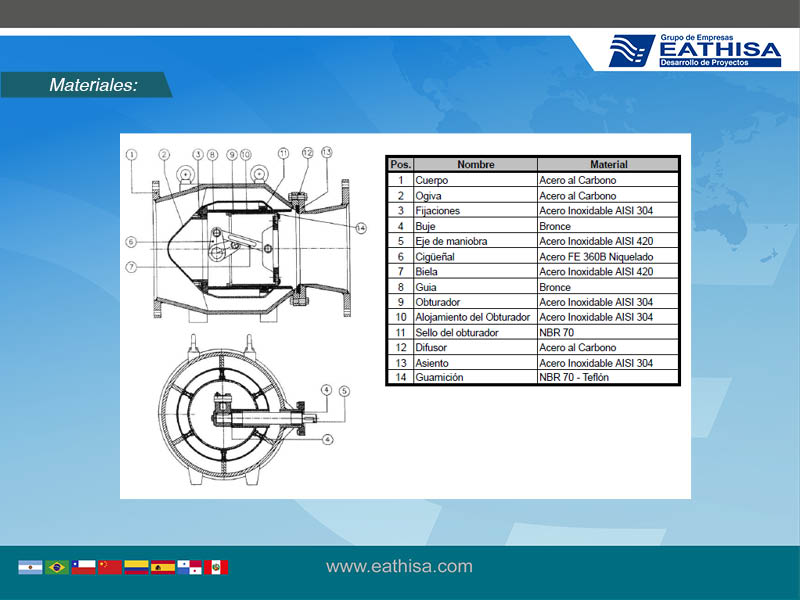 Grupo de Empresas
EATHISA
Desarrollo de Proyectos
Materiales:
1 2 3 8 9 10 11 12 13
14
6
7
4
5
4
Pos. Nombre Material
1 Cuerpo Acero al Carbono
2 Ogiva Acero al Carbono
3 Fijaciones Acero Inoxidable AISI 304
4 Buje Bronce
5 Eje de maniobra Acero Inoxidable AISI 420
6 Cigüeñal Acero FE 360B Niquelado
7 Biela Acero Inoxidable AISI 420
8 Guia Bronce
9 Obturador Acero Inoxidable AISI 304
10 Alojamiento del Obturador Acero Inoxidable AISI 304
11 Sello del obturador NBR 70
12 Difusor Acero al Carbono
13 Asiento Acero Inoxidable AISI 304
14 Guarnición NBR 70 - Teflón
www.eathisa.com